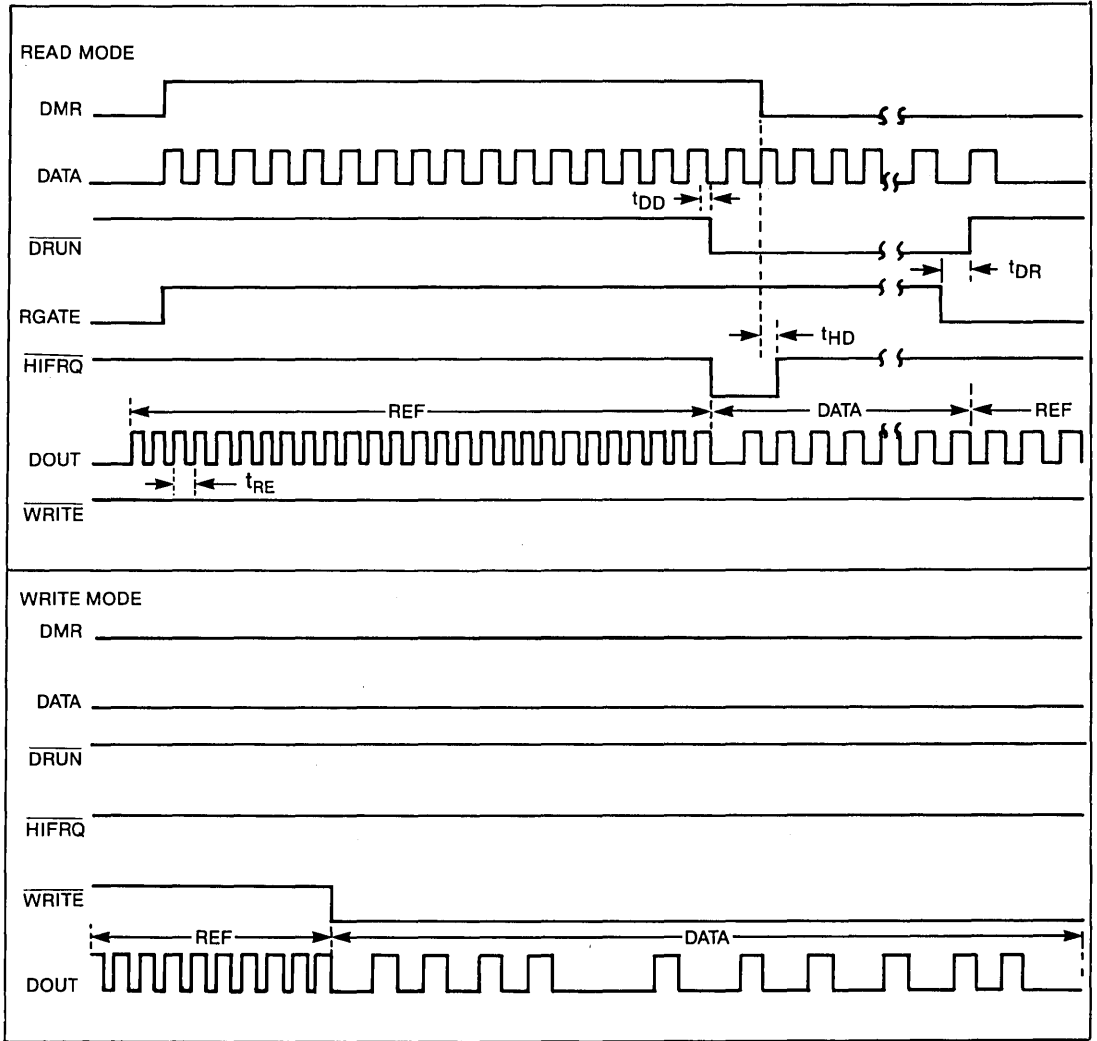 READ MODE
DMR
DATA
tDD
DRUN
tDR
RGATE
tHD
HIFRQ
REF DATA REF
DOUT
tRE
WRITE
WRITE MODE
DMR
DATA
DRUN
HIFRQ
WRITE
REF DATA
DOUT